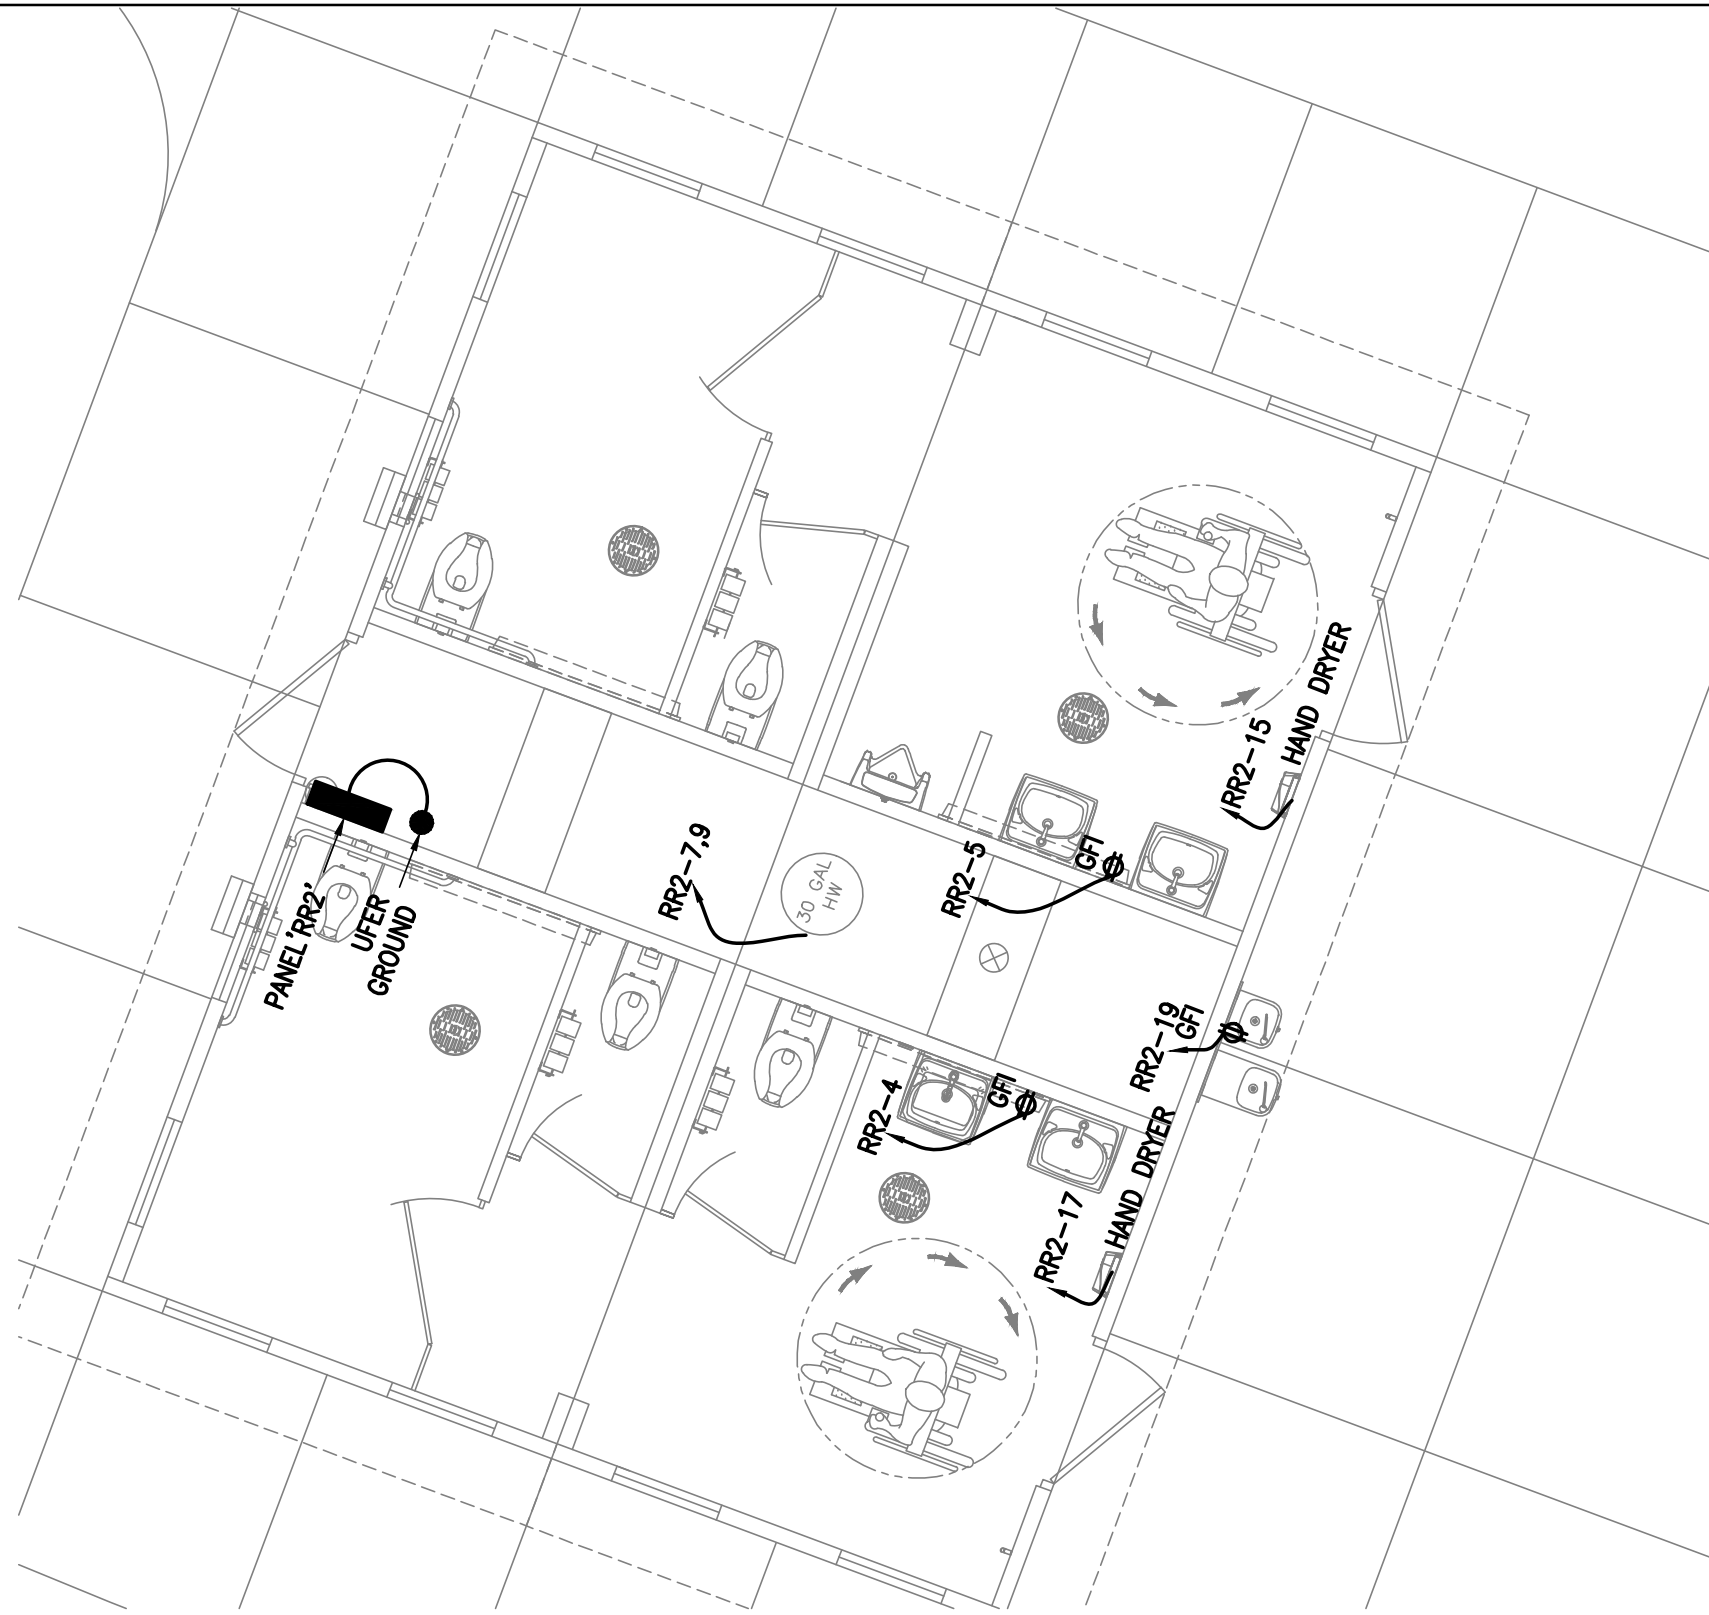 HAND DRYER
RR2-15
RR2-7,9
30 GAL
HW
RR2-5
GFI
PANEL'RR2'
UFER
GROUND
RR2-19
GFI
RR2-4
GFI
HAND DRYER
RR2-17